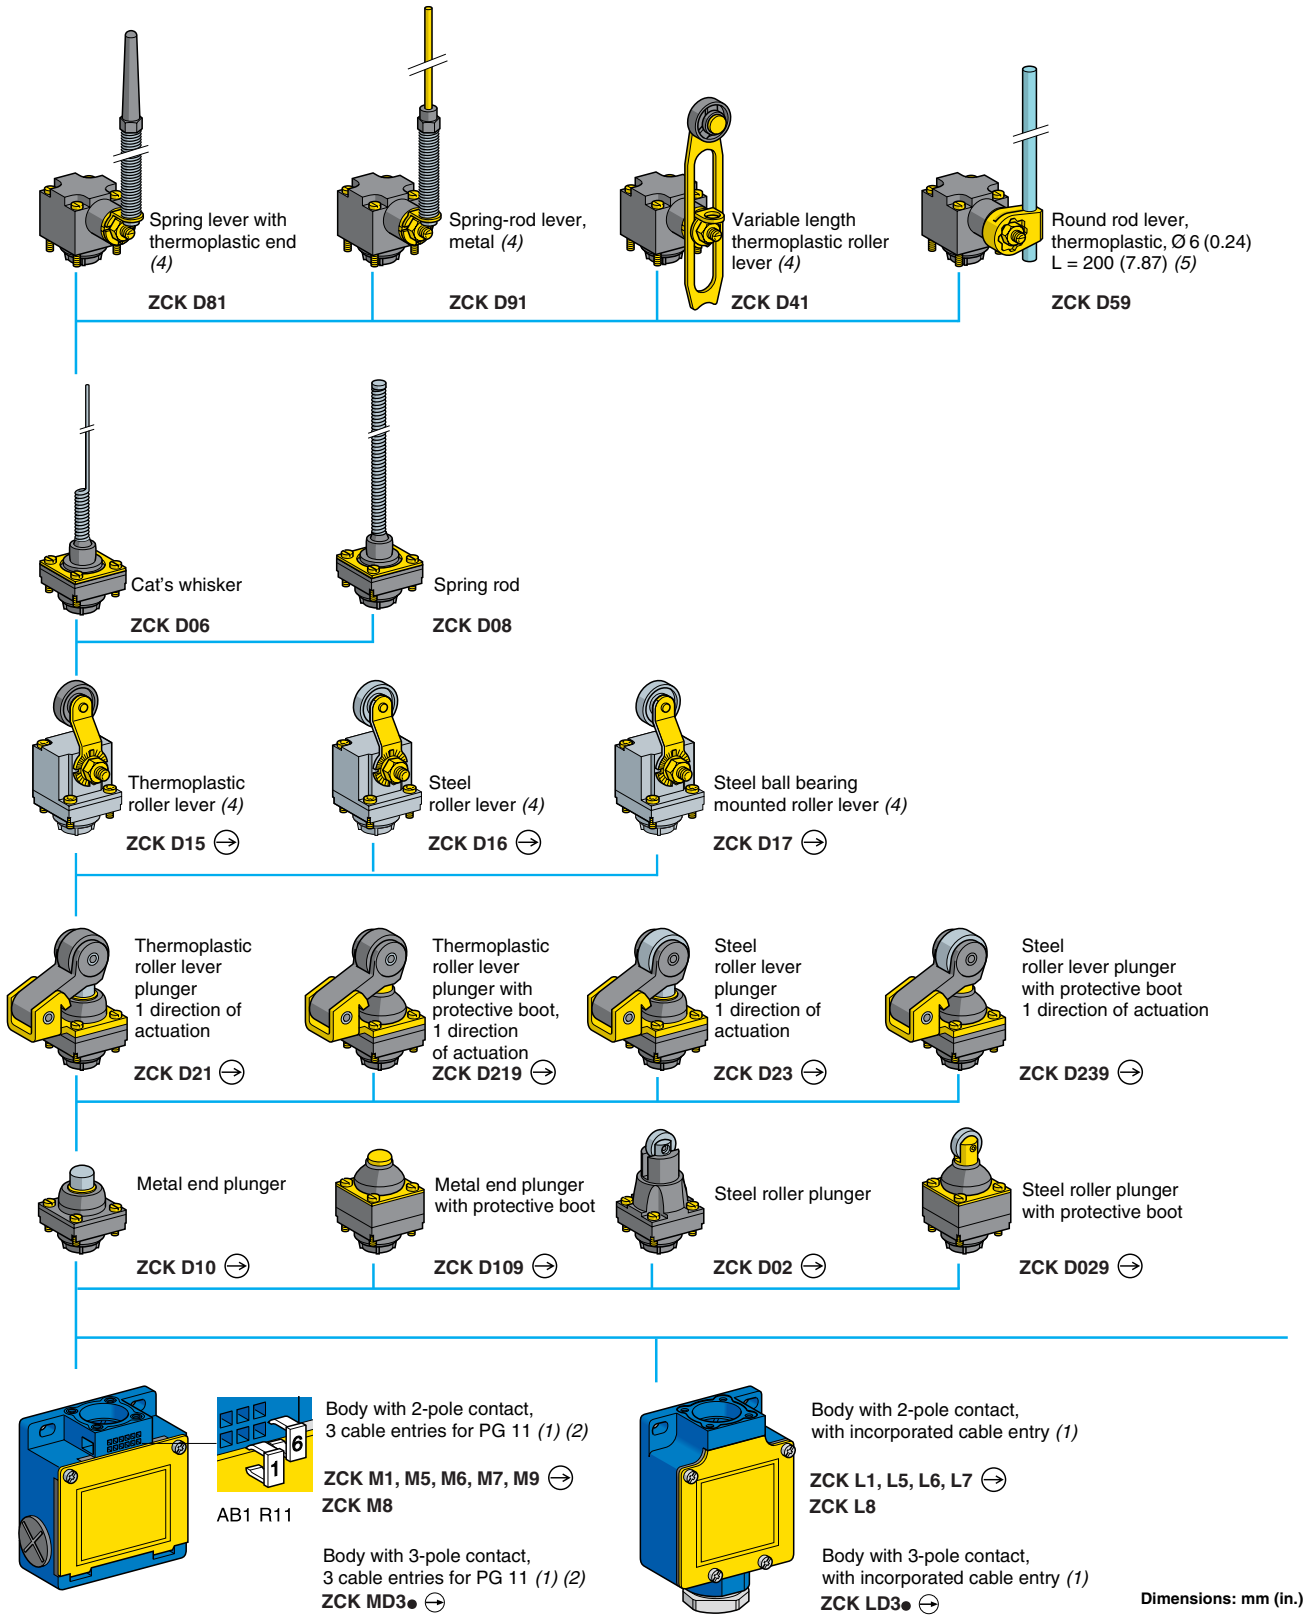 Spring lever with
thermoplastic end
(4)
ZCK D81
Spring-rod lever,
metal (4)
ZCK D91
Variable length
thermoplastic roller
lever (4)
ZCK D41
Round rod lever,
thermoplastic, Ø 6 (0.24)
L = 200 (7.87) (5)
ZCK D59
Cat's whisker
ZCK D06
Spring rod
ZCK D08
Thermoplastic
roller lever (4)
ZCK D15
Steel
roller lever (4)
ZCK D16
Steel ball bearing
mounted roller lever (4)
ZCK D17
Thermoplastic
roller lever
plunger
1 direction of
actuation
ZCK D21
Thermoplastic
roller lever
plunger with
protective boot,
1 direction
of actuation
ZCK D219
Steel
roller lever
plunger
1 direction of
actuation
ZCK D23
Steel
roller lever plunger
with protective boot
1 direction of actuation
ZCK D239
Metal end plunger
ZCK D10
Metal end plunger
with protective boot
ZCK D109
Steel roller plunger
ZCK D02
Steel roller plunger
with protective boot
ZCK D029
6
1
AB1 R11
Body with 2-pole contact,
3 cable entries for PG 11 (1) (2)
ZCK M1, M5, M6, M7, M9
ZCK M8
Body with 3-pole contact,
3 cable entries for PG 11 (1) (2)
ZCK MD3●
Body with 2-pole contact,
with incorporated cable entry (1)
ZCK L1, L5, L6, L7
ZCK L8
Body with 3-pole contact,
with incorporated cable entry (1)
ZCK LD3●
Dimensions: mm (in.)